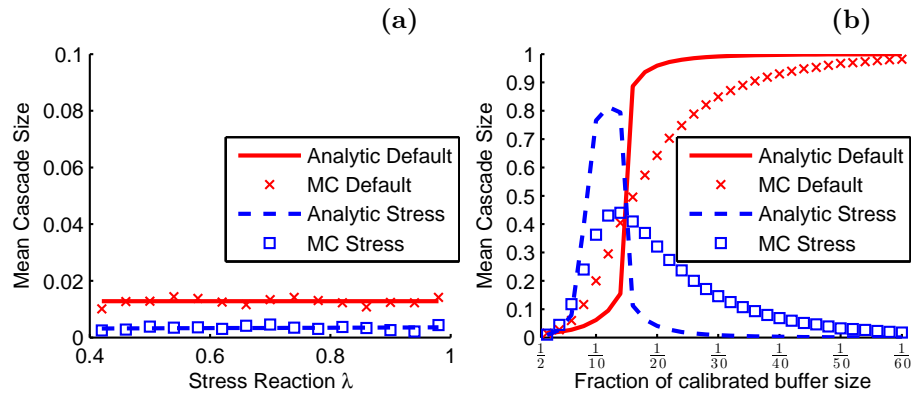 (a)
(b)
0.1
0.08
0.06
0.04
0.02
0
Mean Cascade Size
Analytic Default
MC Default
Analytic Stress
MC Stress
0.4 0.6 0.8 1
Stress Reaction λ
1
0.9
0.8
0.7
0.6
0.5
0.4
0.3
0.2
0.1
0
Mean Cascade Size
Analytic Default
MC Default
Analytic Stress
MC Stress
1/2 1/10 1/20 1/30 1/40 1/50 1/60
Fraction of calibrated buffer size